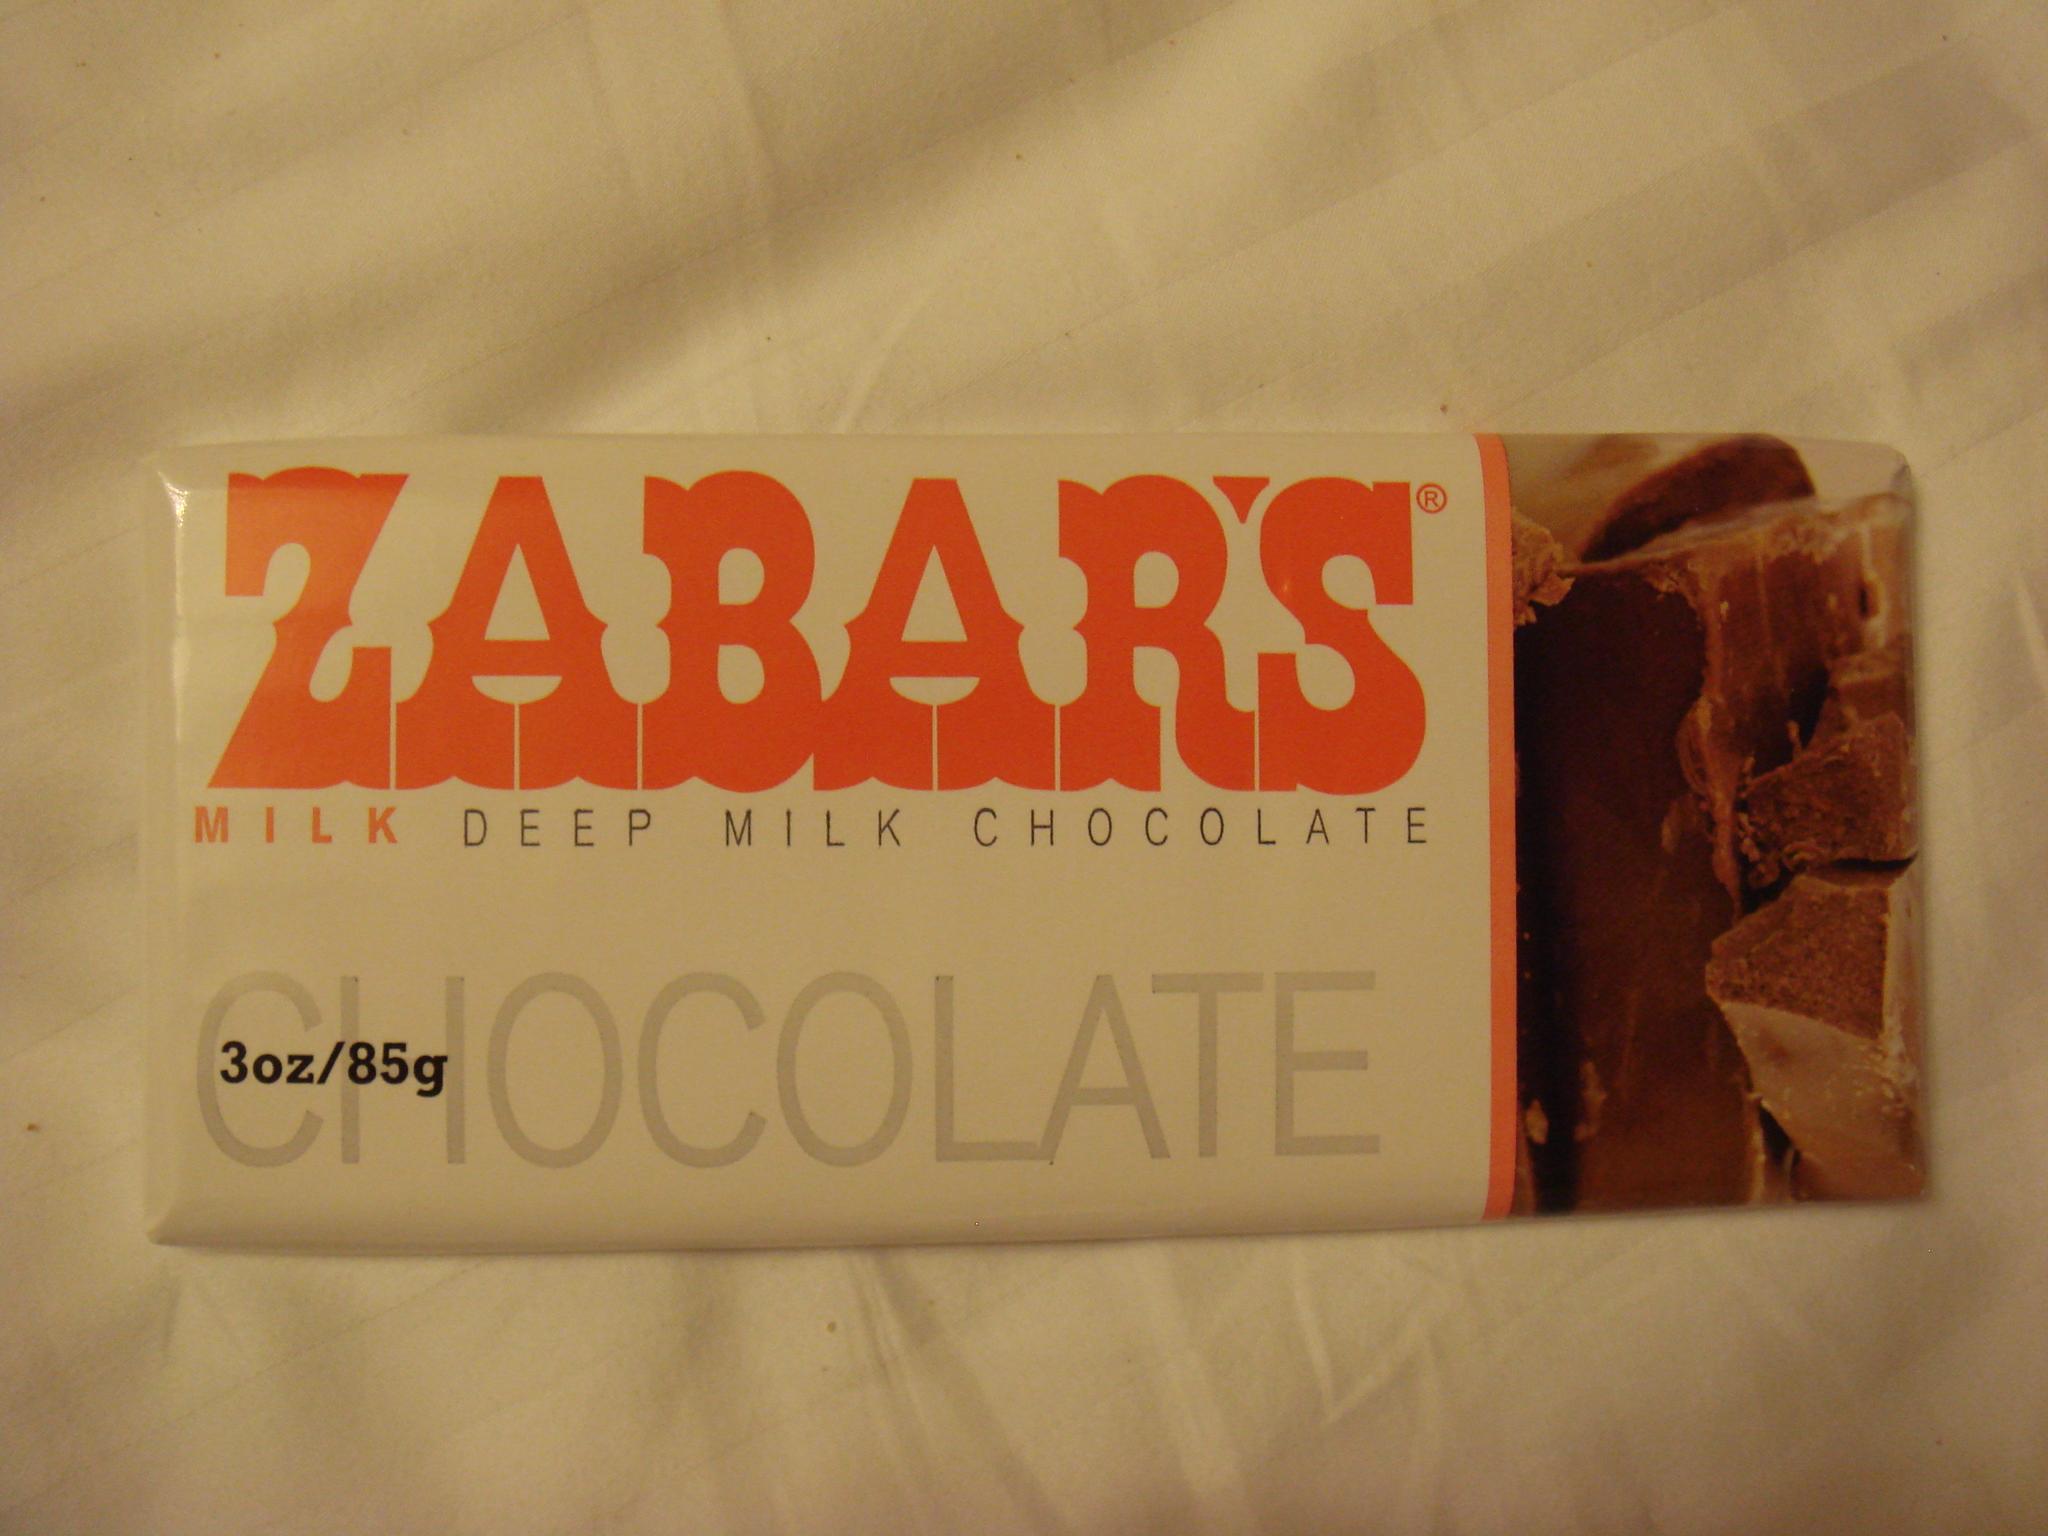 ZABAR'S®
MILK DEEP MILK CHOCOLATE
CHOCOLATE
3oz/85g